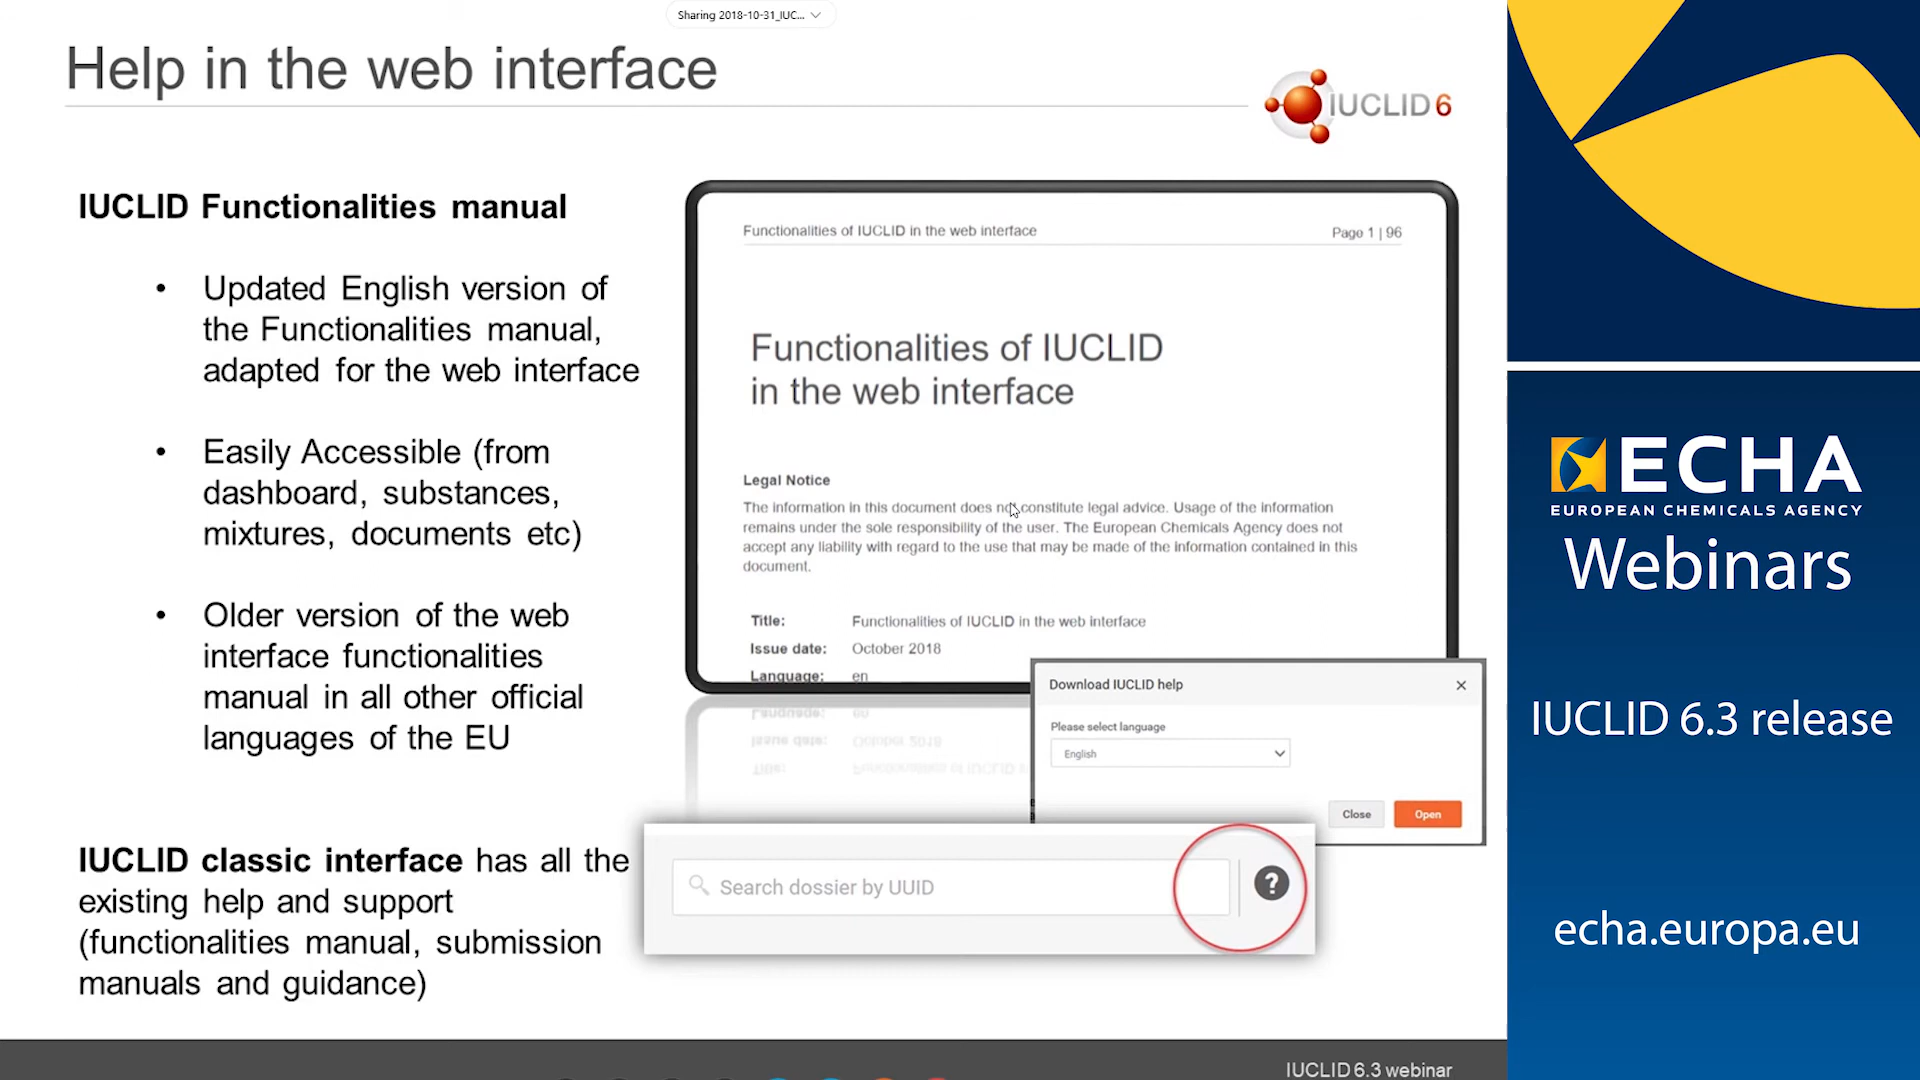 Sharing 2018-10-31_IUC...
Help in the web interface
IUCLID 6
IUCLID Functionalities manual
• Updated English version of
the Functionalities manual,
adapted for the web interface
• Easily Accessible (from
dashboard, substances,
mixtures, documents etc)
• Older version of the web
interface functionalities
manual in all other official
languages of the EU
IUCLID classic interface has all the
existing help and support
(functionalities manual, submission
manuals and guidance)
Functionalities of IUCLID in the web interface
Page 1 | 96
Functionalities of IUCLID
in the web interface
Legal Notice
The information in this document does not constitute legal advice. Usage of the information
remains under the sole responsibility of the user. The European Chemicals Agency does not
accept any liability with regard to the use that may be made of the information contained in this
document.
Title: Functionalities of IUCLID in the web interface
Issue date: October 2018
Language: en
Download IUCLID help
Please select language
English
Close
Open
Search dossier by UUID
?
IUCLID 6.3 webinar
ECHA
EUROPEAN CHEMICALS AGENCY
Webinars
IUCLID 6.3 release
echa.europa.eu